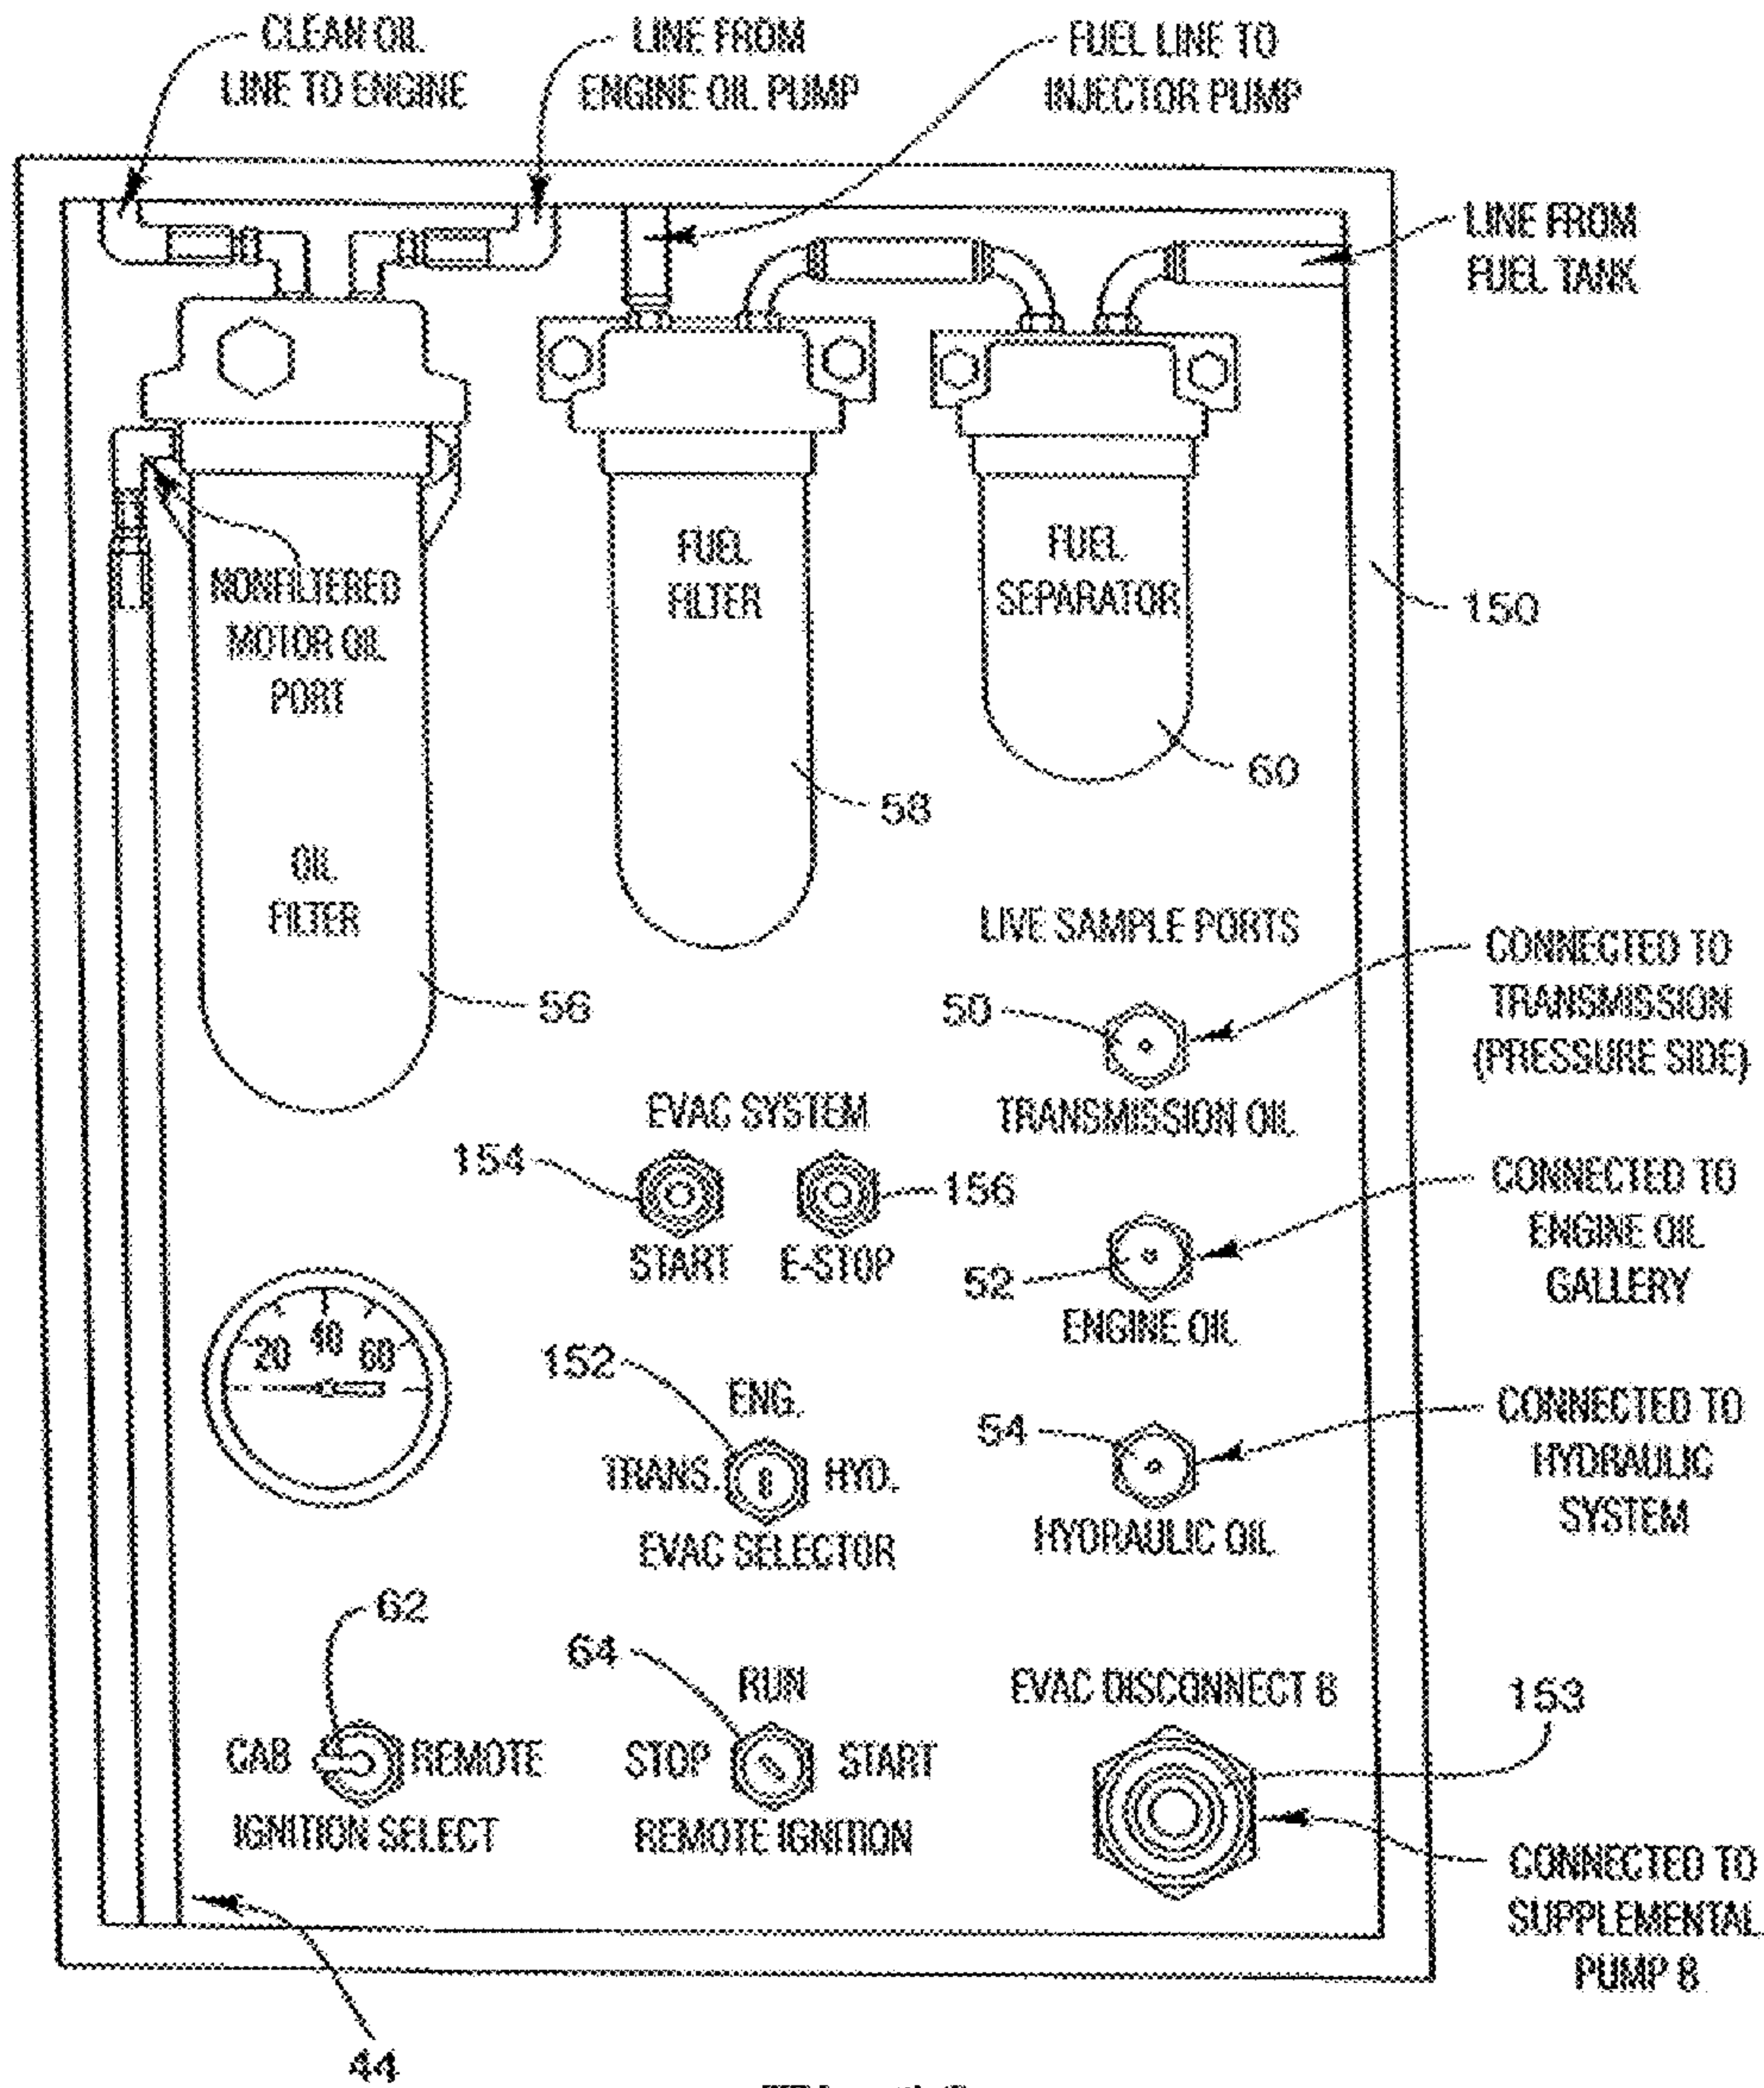 CLEAN OIL
LINE TO ENGINE
LINE FROM
ENGINE OIL PUMP
FUEL LINE TO
INJECTOR PUMP
LINE FROM
FUEL TANK
NONFILTERED
MOTOR OIL
PORT
FUEL
FILTER
FUEL
SEPARATOR
150
60
58
OIL
FILTER
56
LIVE SAMPLE PORTS
50
CONNECTED TO
TRANSMISSION
(PRESSURE SIDE)
TRANSMISSION OIL
EVAC SYSTEM
154
156
START
E-STOP
52
CONNECTED TO
ENGINE OIL
GALLERY
ENGINE OIL
20
40
60
152
ENG.
TRANS.
HYD.
EVAC SELECTOR
54
CONNECTED TO
HYDRAULIC
SYSTEM
HYDRAULIC OIL
62
CAB
REMOTE
IGNITION SELECT
64
RUN
STOP
START
REMOTE IGNITION
EVAC DISCONNECT B
153
CONNECTED TO
SUPPLEMENTAL
PUMP B
44